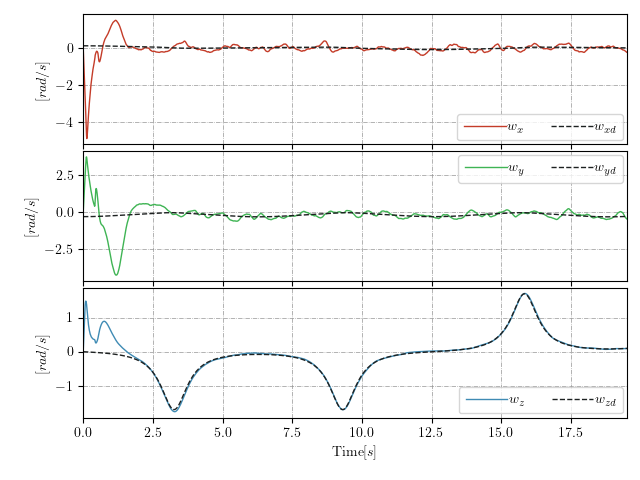 0
−2
−4
[rad/s]
w_x w_xd
2.5
0.0
−2.5
[rad/s]
w_y w_yd
1
0
−1
[rad/s]
w_z w_zd
0.0 2.5 5.0 7.5 10.0 12.5 15.0 17.5
Time[s]